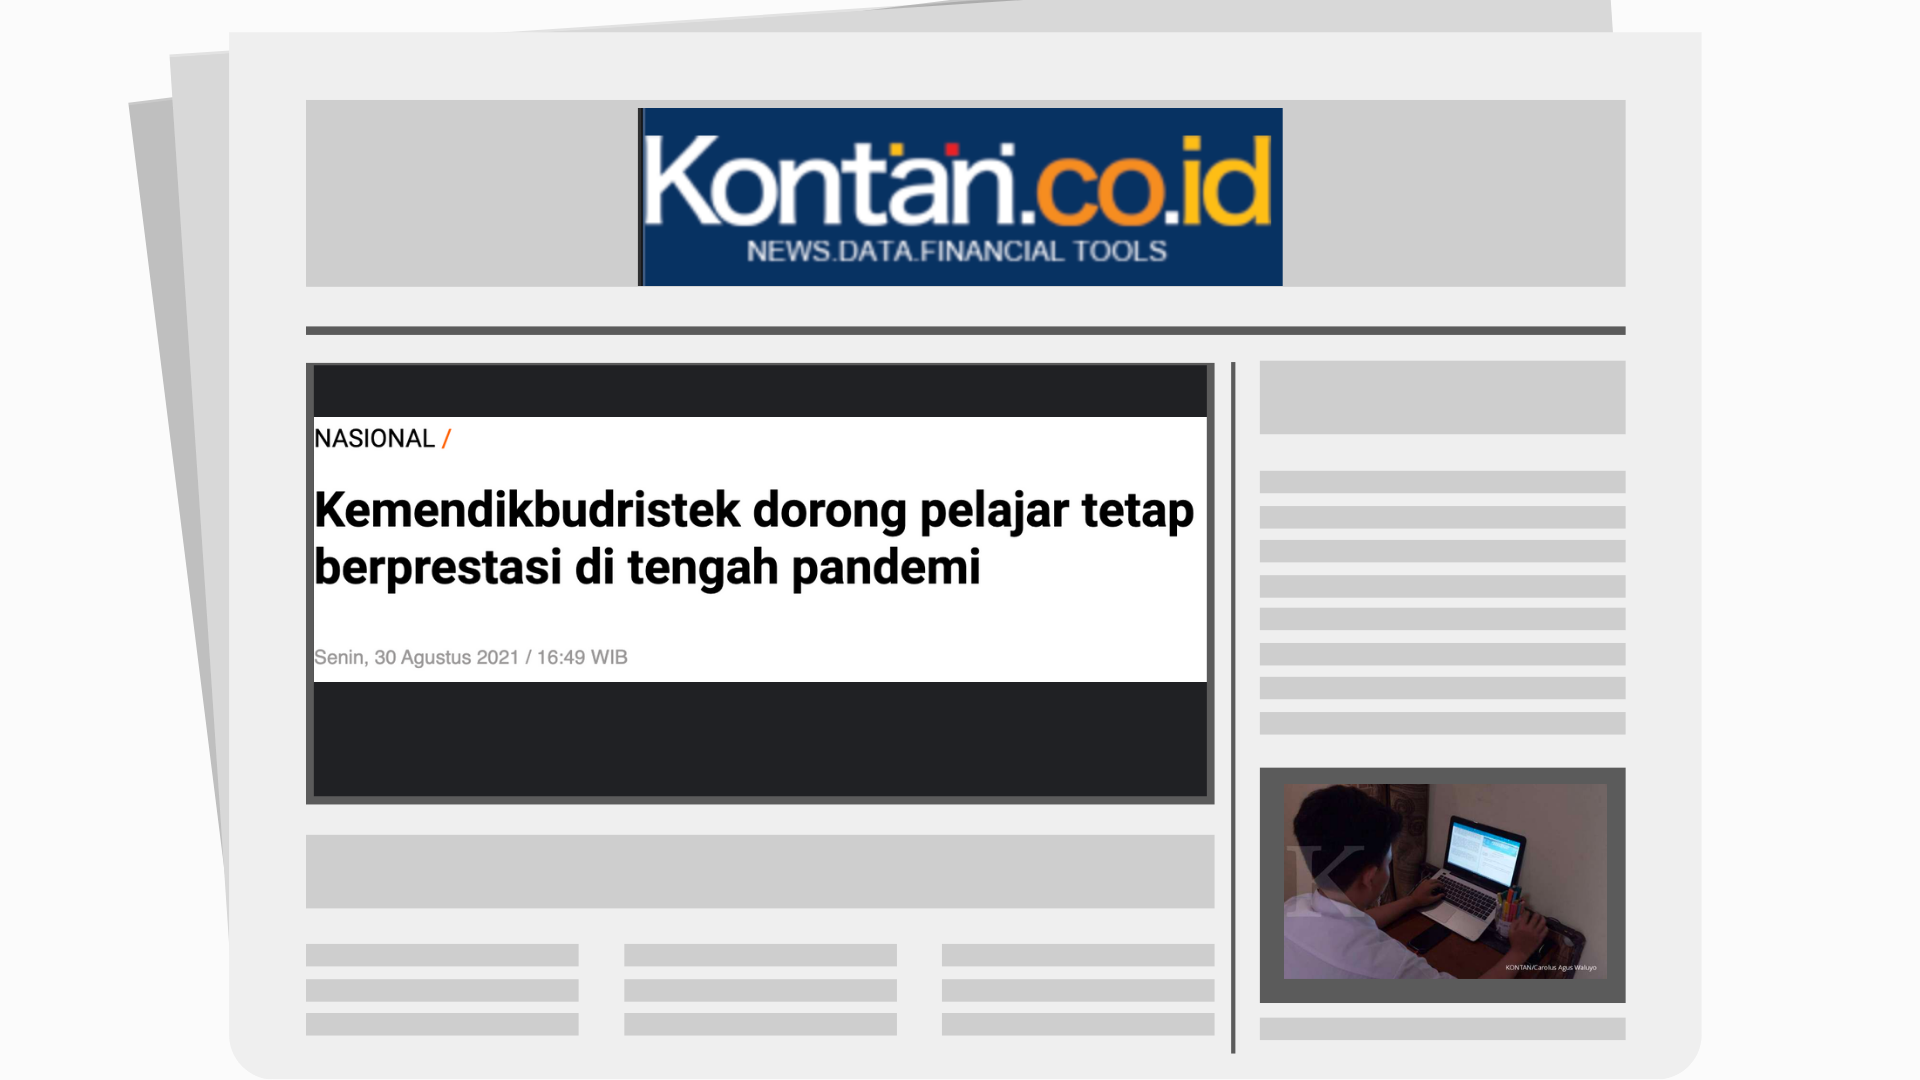 Kontan.co.id
NEWS.DATA.FINANCIAL TOOLS
NASIONAL /
Kemendikbudristek dorong pelajar tetap
berprestasi di tengah pandemi
Senin, 30 Agustus 2021 / 16:49 WIB
K
KONTAN/Carolus Agus Waluyo